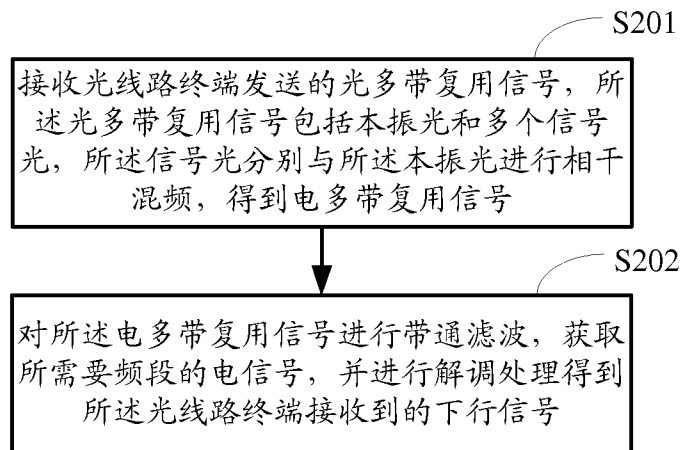 S201
接收光线路终端发送的光多带复用信号，所
述光多带复用信号包括本振光和多个信号
光，所述信号光分别与所述本振光进行相干
混频，得到电多带复用信号
S202
对所述电多带复用信号进行带通滤波，获取
所需要频段的电信号，并进行解调处理得到
所述光线路终端接收到的下行信号